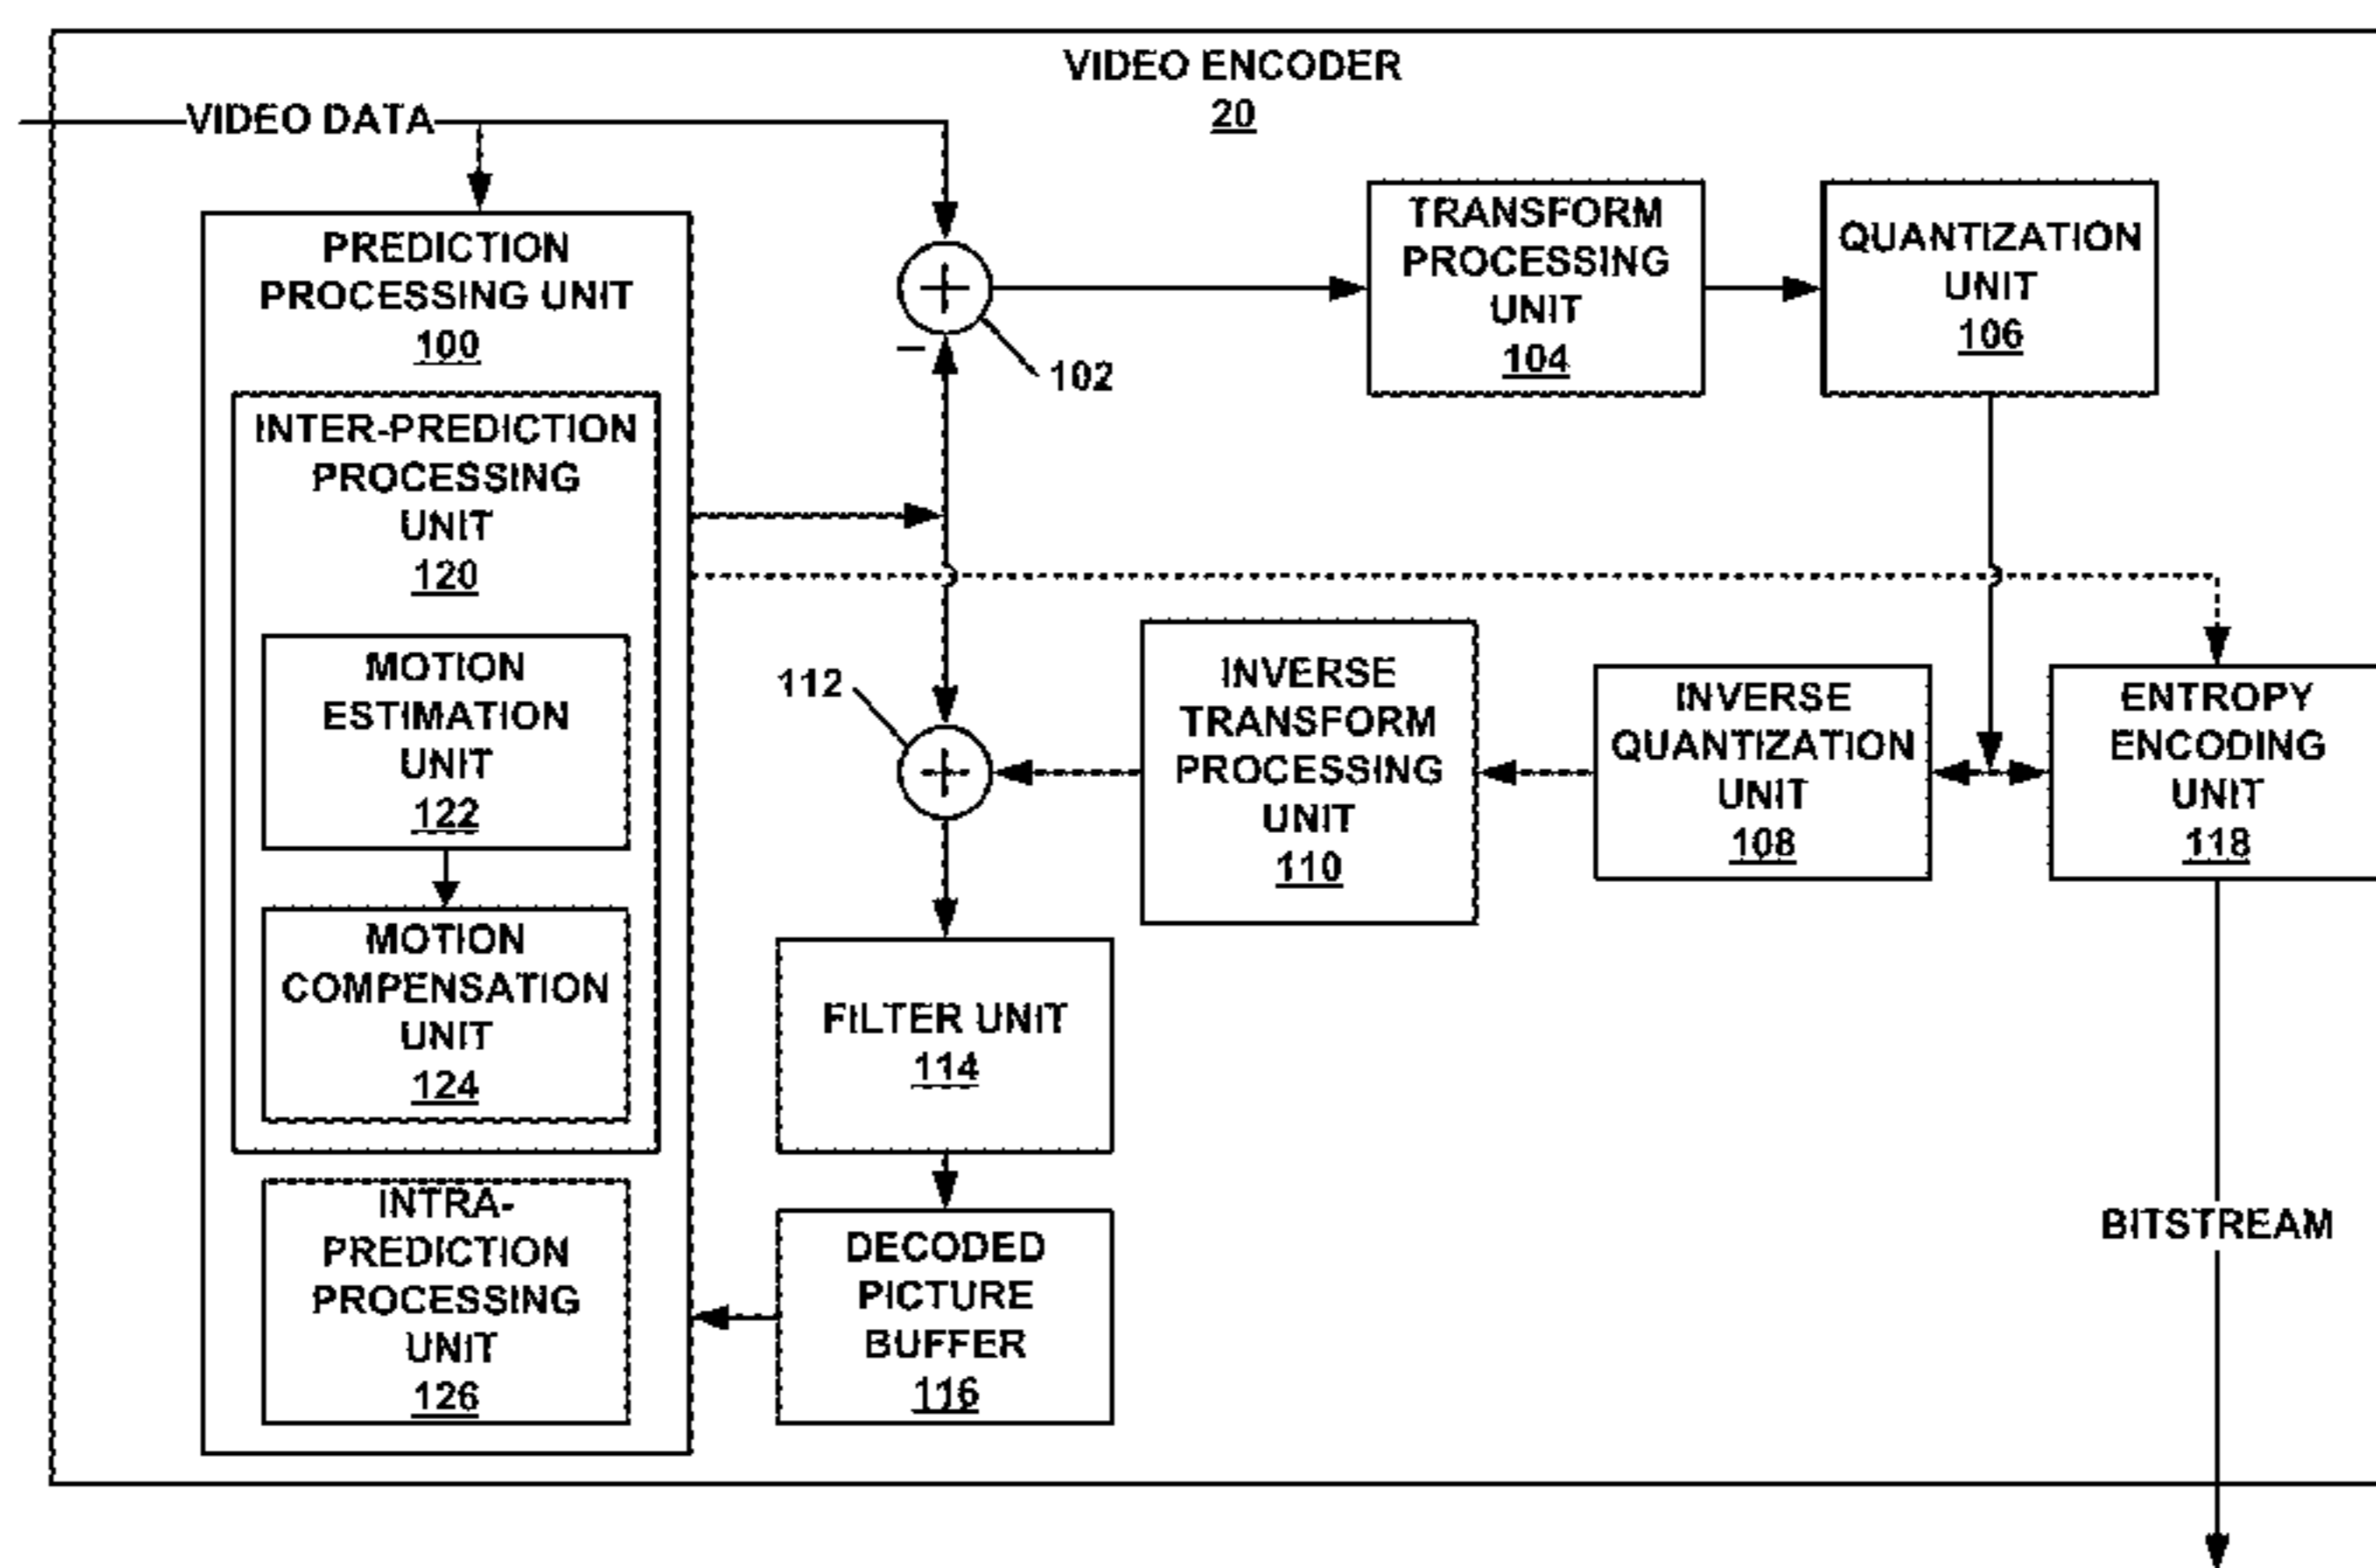 VIDEO ENCODER
20
VIDEO DATA
PREDICTION
PROCESSING UNIT
100
INTER-PREDICTION
PROCESSING
UNIT
120
MOTION
ESTIMATION
UNIT
122
MOTION
COMPENSATION
UNIT
124
INTRA-
PREDICTION
PROCESSING
UNIT
126
+
–
102
TRANSFORM
PROCESSING
UNIT
104
QUANTIZATION
UNIT
106
112
+
INVERSE
TRANSFORM
PROCESSING
UNIT
110
INVERSE
QUANTIZATION
UNIT
108
ENTROPY
ENCODING
UNIT
118
FILTER UNIT
114
DECODED
PICTURE
BUFFER
116
BITSTREAM